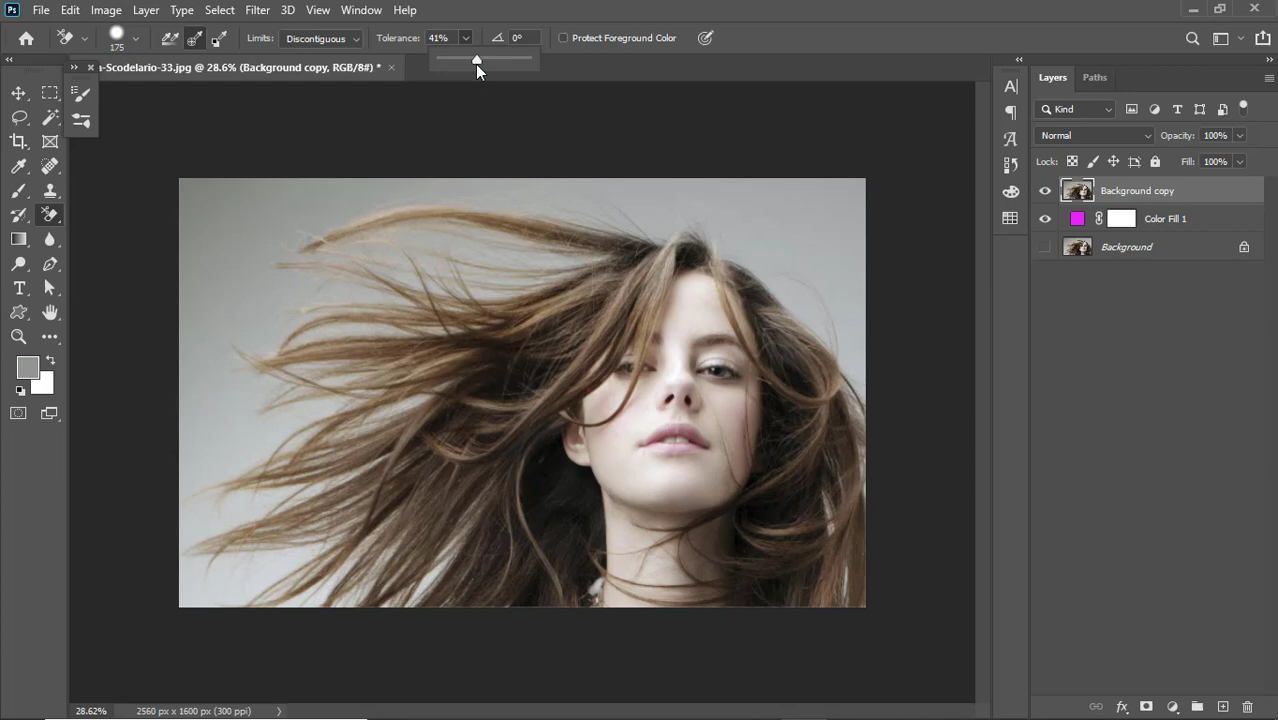 Ps File Edit Image Layer Type Select Filter 3D View Window Help
175 Limits: Discontiguous Tolerance: 41% 0° Protect Foreground Color
-Scodelario-33.jpg @ 28.6% (Background copy, RGB/8#) *
Layers Paths
Kind
Normal Opacity: 100%
Lock: Fill: 100%
Background copy
Color Fill 1
Background
28.62% 2560 px x 1600 px (300 ppi)